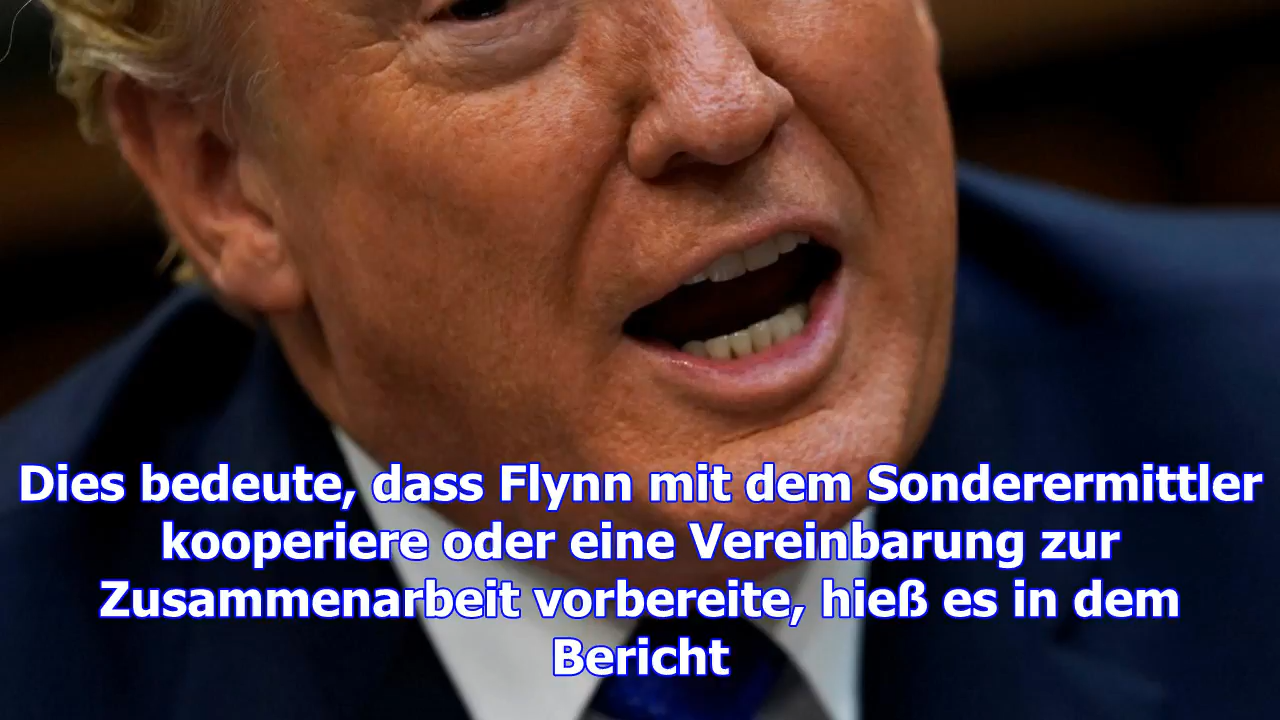 Dies bedeute, dass Flynn mit dem Sonderermittler
kooperiere oder eine Vereinbarung zur
Zusammenarbeit vorbereite, hieß es in dem
Bericht